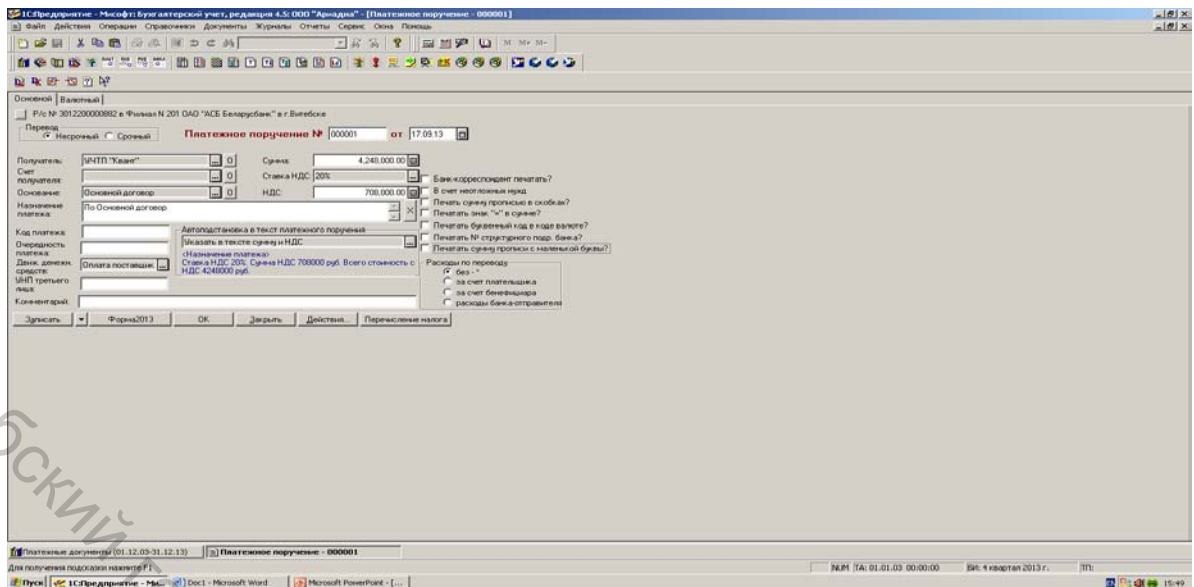 1С:Предприятие - Мисофт: Бухгалтерский учет, редакция 4.5: ООО "Ариадна" - [Платежное поручение - 000001]
Файл Действия Операции Справочники Документы Журналы Отчеты Сервис Окна Помощь
M M+ M-
Основной Валютный
Р/с № 3012200000882 в Филиал N 201 ОАО "АСБ Беларусбанк" в г.Витебске
Перевод
Несрочный Срочный Платежное поручение № 000001 от 17.09.13
Получатель: УЧТП "Квант" ... О Сумма: 4,248,000.00
Счет получателя: ... О Ставка НДС: 20% ... Банк-корреспондент печатать?
Основание: Основной договор ... О НДС: 708,000.00 В счет неотложных нужд
Назначение платежа: По Основной договор Печать сумму прописью в скобках?
Печатать знак "=" в сумме?
Код платежа: Автоподстановка в текст платежного поручения Печатать буквенный код в коде валюте?
Очередность платежа: Указать в тексте сумму и НДС ... Печатать № структурного подр. банка?
Печатать сумму прописи с маленькой буквы?
<Назначение платежа>
Движ. денежн. средств: Оплата поставщик ... Ставка НДС 20%. Сумма НДС 708000 руб. Всего стоимость с НДС 4248000 руб. Расходы по переводу
без - *
УНП третьего лица: за счет плательщика
за счет бенефициара
Комментарий: расходы банка-отправителя
Записать Форма2013 OK Закрыть Действия... Перечисление налога
Платежные документы (01.12.03-31.12.13) Платежное поручение - 000001
Для получения подсказки нажмите F1 NUM TA: 01.01.03 00:00:00 БИ: 4 квартал 2013 г. ТП:
Пуск 1С:Предприятие - Ми... Doc1 - Microsoft Word Microsoft PowerPoint - [... 15:49